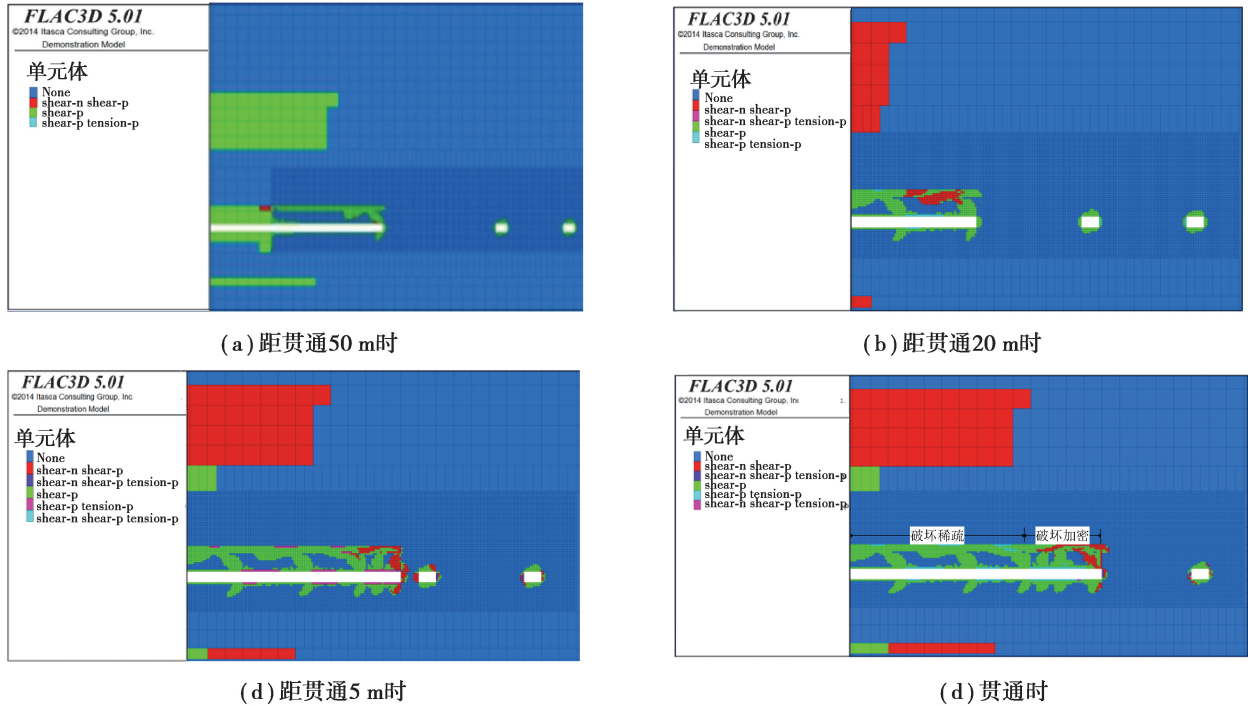 FLAC3D 5.01
©2014 Itasca Consulting Group, Inc.
Demonstration Model
单元体
None
shear-n shear-p
shear-p
shear-p tension-p
(a)距贯通50 m时
FLAC3D 5.01
©2014 Itasca Consulting Group, Inc.
Demonstration Model
单元体
None
shear-n shear-p
shear-n shear-p tension-p
shear-p
shear-p tension-p
(b)距贯通20 m时
FLAC3D 5.01
©2014 Itasca Consulting Group, Inc
Demonstration Model
单元体
None
shear-n shear-p
shear-n shear-p tension-p
shear-p
shear-p tension-p
shear-n shear-p tension-p
(d)距贯通5 m时
FLAC3D 5.01
©2014 Itasca Consulting Group,
Demonstration Model
单元体
None
shear-n shear-p
shear-n shear-p tension-p
shear-p
shear-p tension-p
shear-n shear-p tension-p
破坏稀疏
破坏加密
(d)贯通时